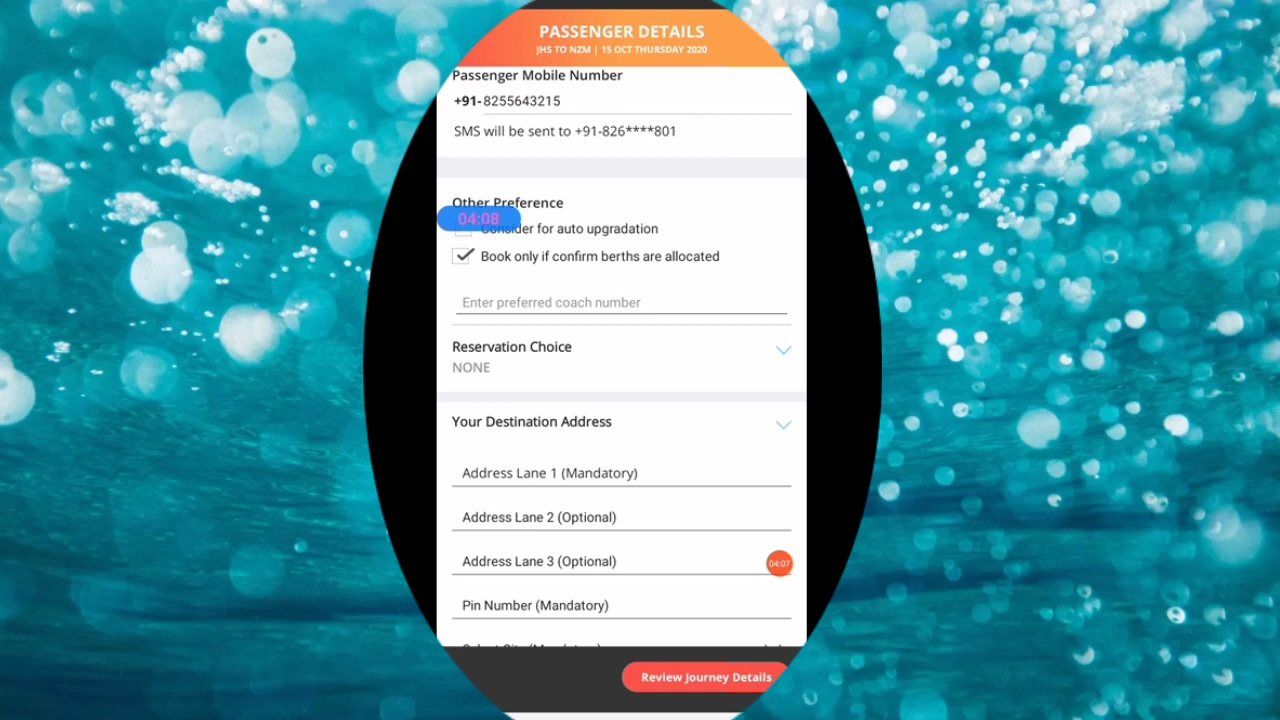 PASSENGER DETAILS
JHS TO NZM | 15 OCT THURSDAY 2020
Passenger Mobile Number
+91-8255643215
SMS will be sent to +91-826****801
Other Preference
04:08
Consider for auto upgradation
Book only if confirm berths are allocated
Enter preferred coach number
Reservation Choice
NONE
Your Destination Address
Address Lane 1 (Mandatory)
Address Lane 2 (Optional)
Address Lane 3 (Optional)
04:07
Pin Number (Mandatory)
Review Journey Details